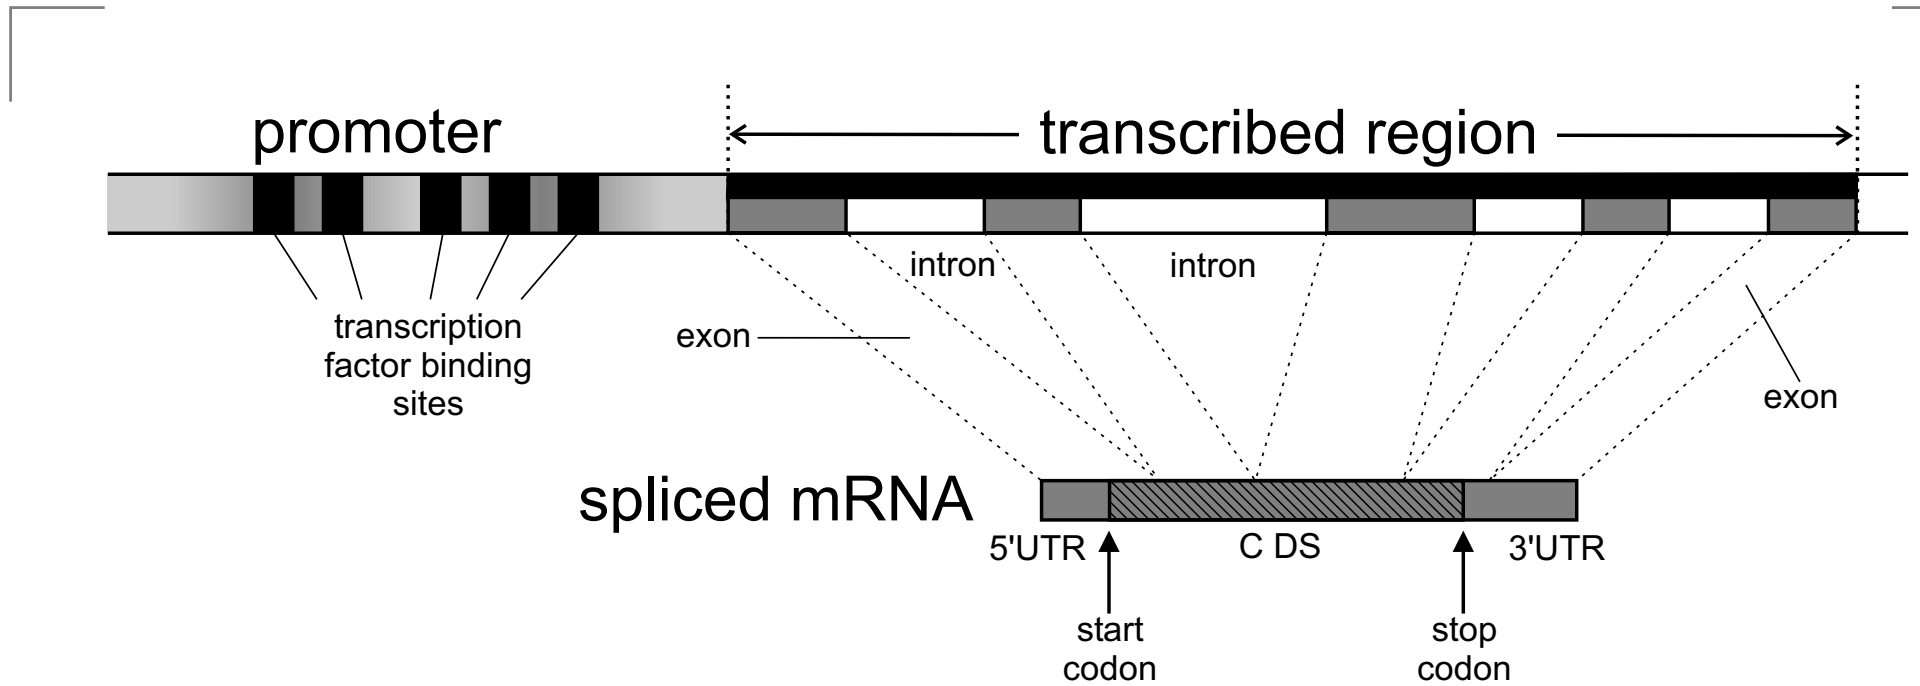 promoter
transcribed region
intron
intron
transcription
factor binding
sites
exon
exon
spliced mRNA
5'UTR
C DS
3'UTR
start
codon
stop
codon